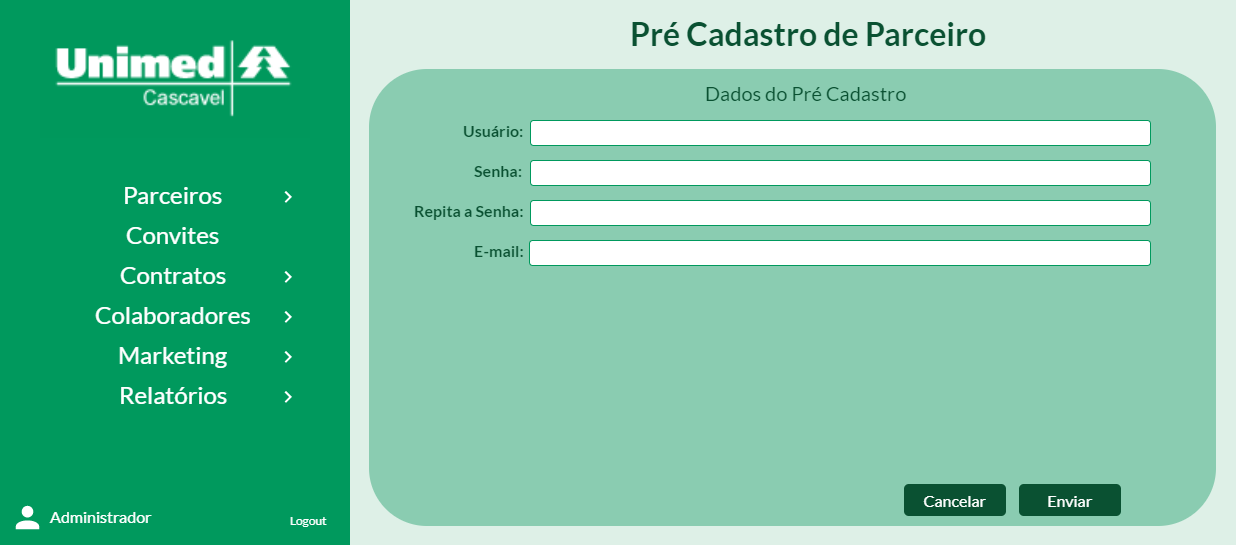 Unimed
Cascavel
Parceiros
Convites
Contratos
Colaboradores
Marketing
Relatórios
Administrador
Logout
Pré Cadastro de Parceiro
Dados do Pré Cadastro
Usuário:
Senha:
Repita a Senha:
E-mail:
Cancelar Enviar